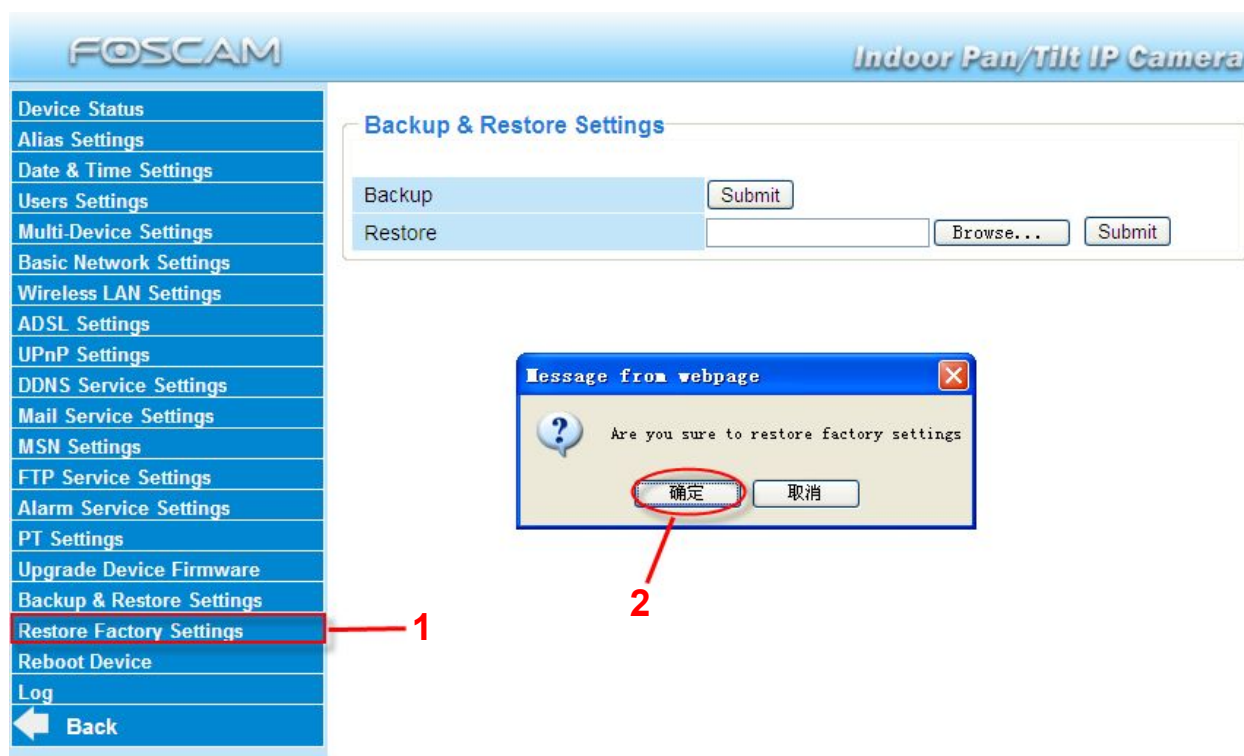 FOSCAM
Indoor Pan/Tilt IP Camera
Device Status
Alias Settings
Date & Time Settings
Users Settings
Multi-Device Settings
Basic Network Settings
Wireless LAN Settings
ADSL Settings
UPnP Settings
DDNS Service Settings
Mail Service Settings
MSN Settings
FTP Service Settings
Alarm Service Settings
PT Settings
Upgrade Device Firmware
Backup & Restore Settings
Restore Factory Settings
Reboot Device
Log
Back
Backup & Restore Settings
Backup Submit
Restore Browse... Submit
Message from webpage
Are you sure to restore factory settings
确定 取消
1
2